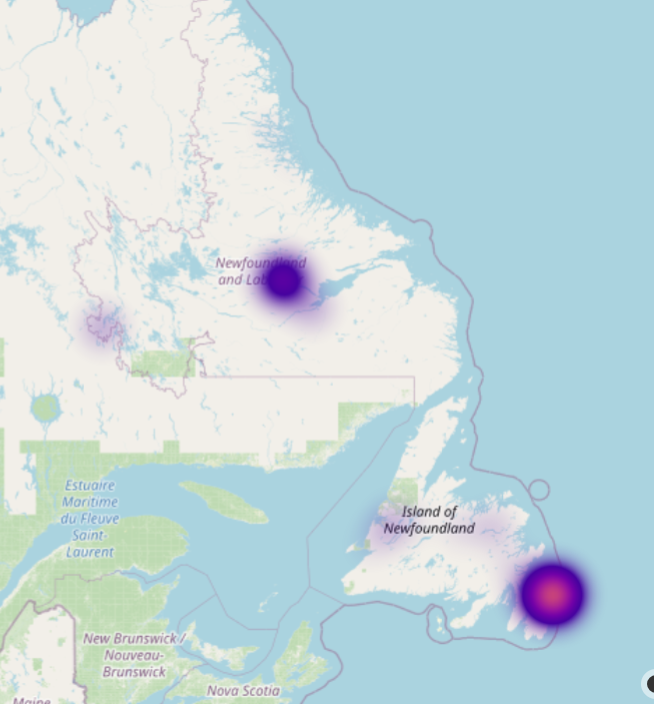 Newfoundland
and Lab
Estuaire
Maritime
du Fleuve
Saint-
Laurent
Island of
Newfoundland
New Brunswick /
Nouveau-
Brunswick
Nova Scotia
Maine